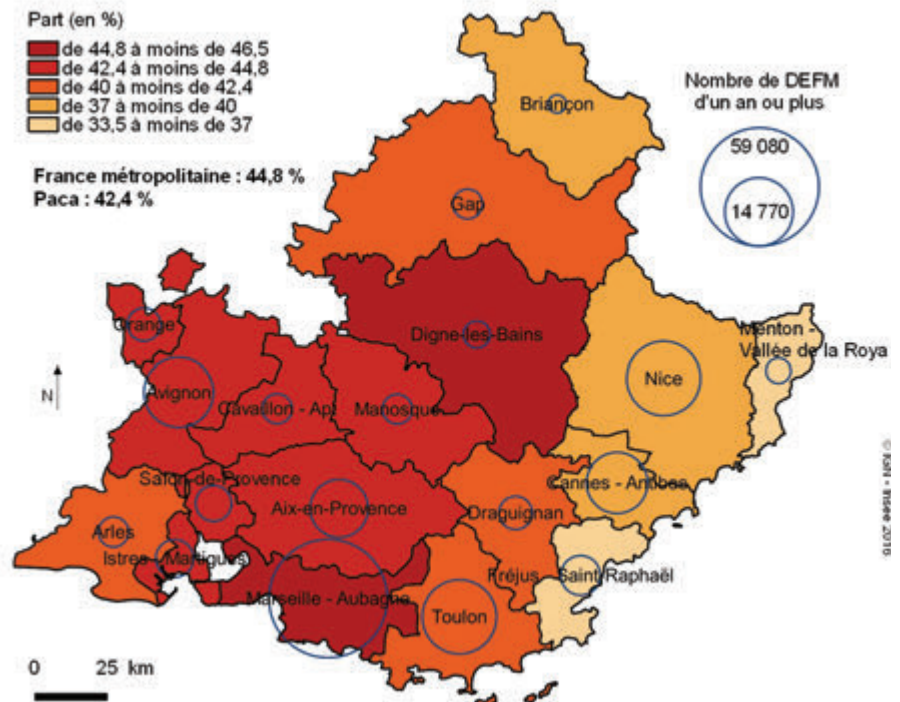 Part (en %)
de 44,8 à moins de 46,5
de 42,4 à moins de 44,8
de 40 à moins de 42,4
de 37 à moins de 40
de 33,5 à moins de 37
France métropolitaine : 44,8 %
Paca : 42,4 %
Nombre de DEFM
d'un an ou plus
59 080
14 770
Briançon
Gap
Digne-les-Bains
Orange
Menton -
Vallée de la Roya
Nice
Avignon
Cavaillon - Apt
Manosque
Salon-de-Provence
Cannes - Antibes
Aix-en-Provence
Draguignan
Arles
Istres - Martigues
Fréjus - Saint-Raphaël
Marseille - Aubagne
Toulon
N
0 25 km
© IGN - Insee 2016